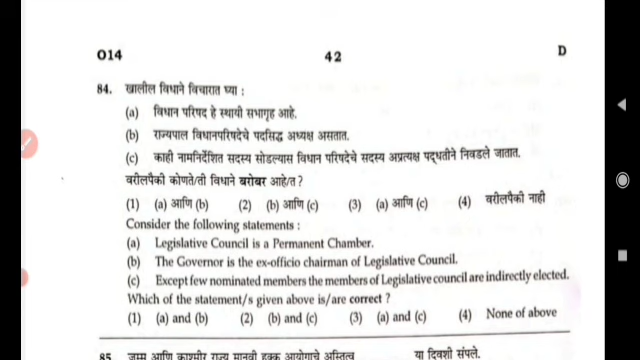 O14 42 D
84. खालील विधाने विचारात घ्या :
(a) विधान परिषद हे स्थायी सभागृह आहे.
(b) राज्यपाल विधानपरिषदेचे पदसिद्ध अध्यक्ष असतात.
(c) काही नामनिर्देशित सदस्य सोडल्यास विधान परिषदेचे सदस्य अप्रत्यक्ष पद्धतीने निवडले जातात.
वरीलपैकी कोणते/ती विधाने बरोबर आहे/त ?
(1) (a) आणि (b) (2) (b) आणि (c) (3) (a) आणि (c) (4) वरीलपैकी नाही
Consider the following statements :
(a) Legislative Council is a Permanent Chamber.
(b) The Governor is the ex-officio chairman of Legislative Council.
(c) Except few nominated members the members of Legislative council are indirectly elected.
Which of the statement/s given above is/are correct ?
(1) (a) and (b) (2) (b) and (c) (3) (a) and (c) (4) None of above
85. जम्मू आणि काश्मीर राज्य मानवी हक्क आयोगाचे अस्तित्व या दिवशी संपले.